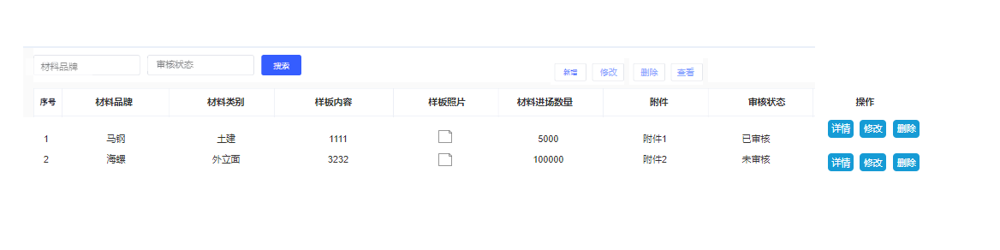 材料品牌 审核状态 搜索
新增 修改 删除 查看
序号 材料品牌 材料类别 样板内容 样板照片 材料进场数量 附件 审核状态 操作
1 马钢 土建 1111 5000 附件1 已审核 详情 修改 删除
2 海螺 外立面 3232 100000 附件2 未审核 详情 修改 删除